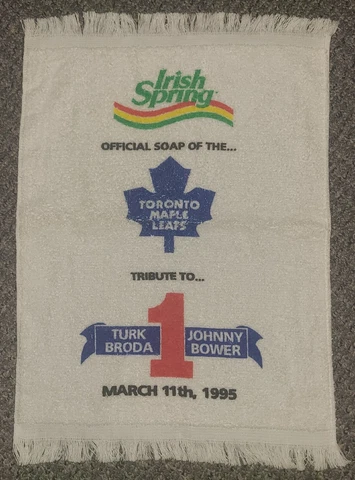 Irish
Spring
OFFICIAL SOAP OF THE...
TORONTO
MAPLE
LEAFS
TRIBUTE TO...
1
TURK
BRODA
JOHNNY
BOWER
MARCH 11th, 1995